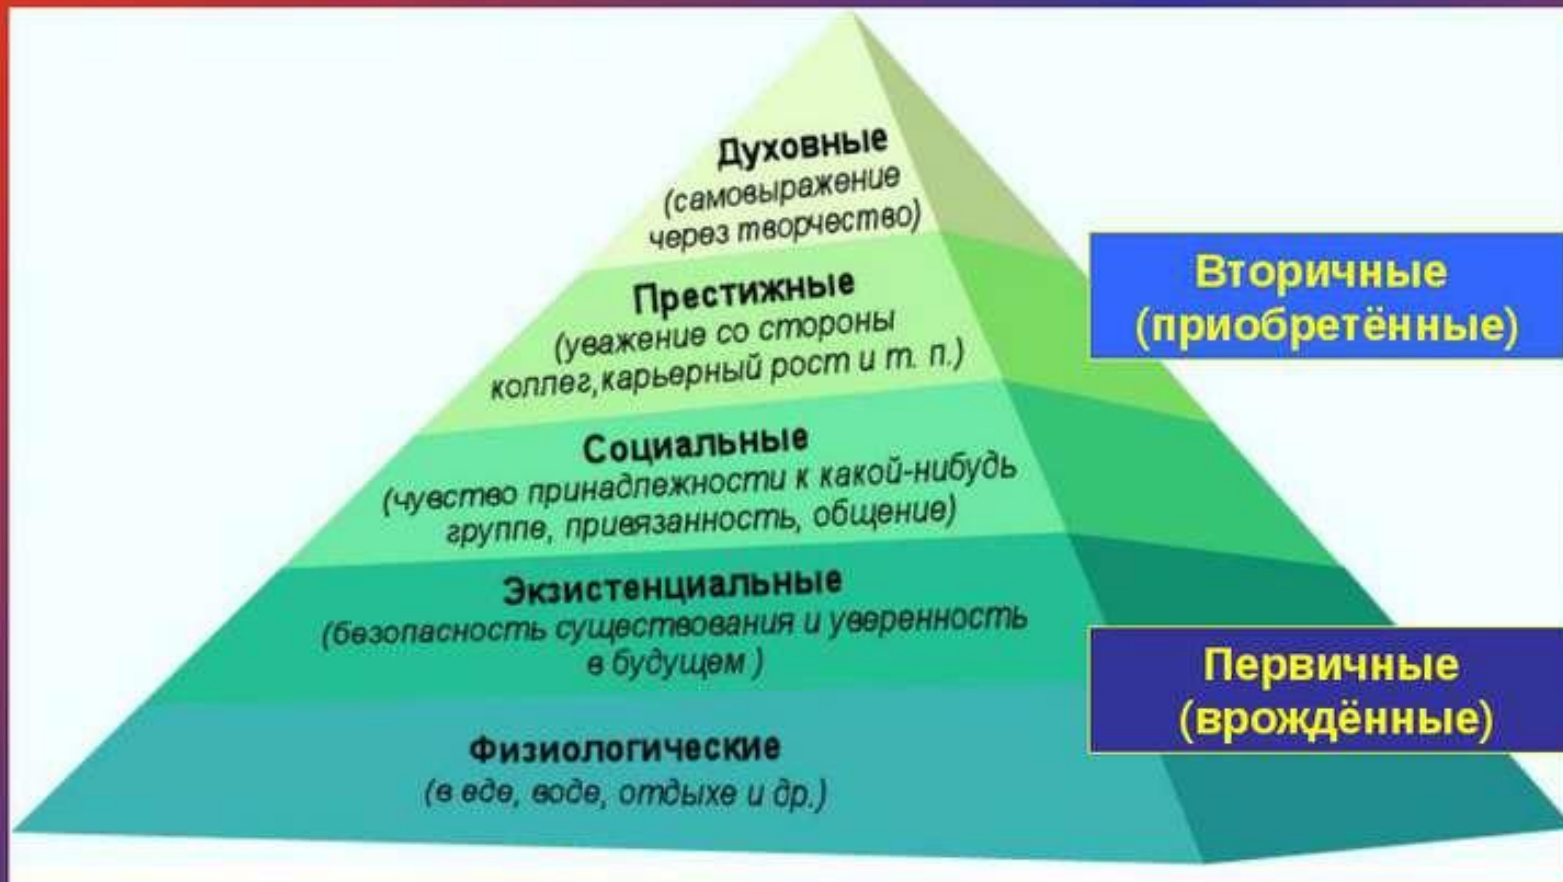 Духовные
(самовыражение
через творчество)
Престижные
(уважение со стороны
коллег,карьерный рост и т. п.)
Социальные
(чувство принадлежности к какой-нибудь
группе, привязанность, общение)
Экзистенциальные
(безопасность существования и уверенность
в будущем )
Физиологические
(в еде, воде, отдыхе и др.)
Вторичные
(приобретённые)
Первичные
(врождённые)